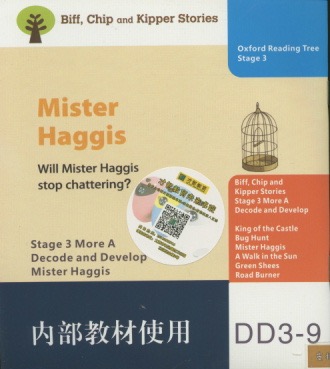 Biff, Chip and Kipper Stories
Oxford Reading Tree
Stage 3
Mister
Haggis
Will Mister Haggis
stop chattering?
Biff, Chip and
Kipper Stories
Stage 3 More A
Decode and Develop
King of the Castle
Bug Hunt
Mister Haggis
A Walk in the Sun
Green Shees
Road Burner
Stage 3 More A
Decode and Develop
Mister Haggis
内部教材使用
DD3-9